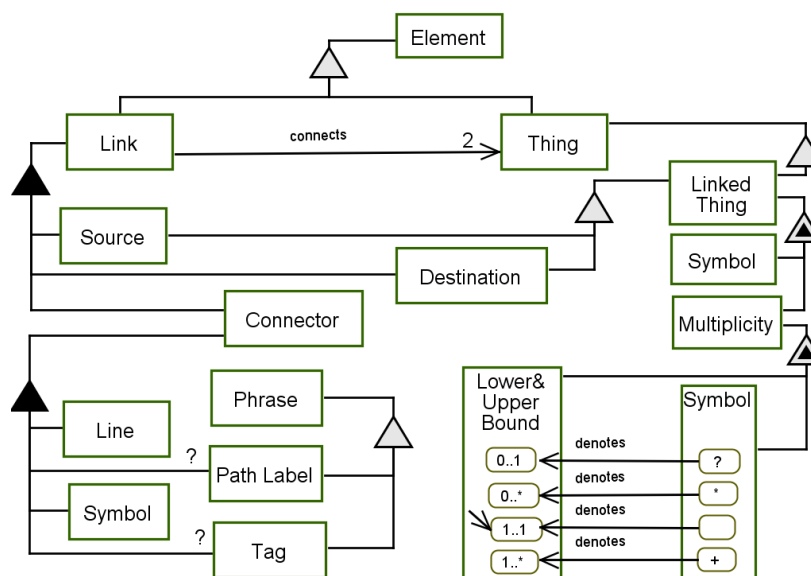 Element
Link
connects
2
Thing
Linked
Thing
Source
Symbol
Destination
Connector
Multiplicity
Phrase
Lower&
Upper
Bound
Symbol
Line
?
Path Label
denotes
0..1
?
denotes
0..*
*
Symbol
denotes
1..1
?
Tag
denotes
1..*
+